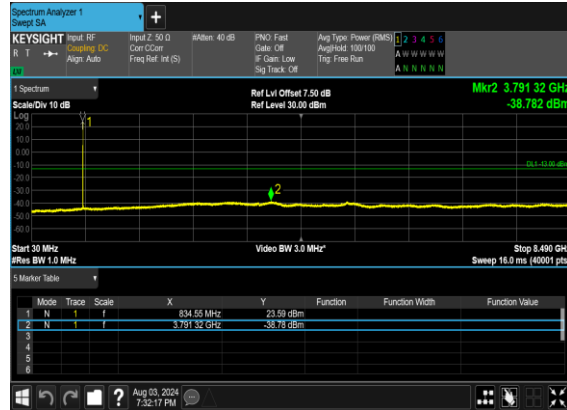 Spectrum Analyzer 1
Swept SA
+
KEYSIGHT Input: RF Input Z: 50 Ω #Atten: 40 dB PNO: Fast Avg Type: Power (RMS) 1 2 3 4 5 6
R T Coupling: DC Corr CCorr Gate: Off Avg|Hold: 100/100 A W W W W W
Align: Auto Freq Ref: Int (S) IF Gain: Low Trig: Free Run
Sig Track: Off A N N N N N
1 Spectrum Ref Lvl Offset 7.50 dB Mkr2 3.791 32 GHz
Scale/Div 10 dB Ref Level 30.00 dBm -38.782 dBm
Log
1
20.0
10.0
0.00
-10.0
DL1 -13.00 dBm
-20.0
-30.0
2
-40.0
-50.0
-60.0
Start 30 MHz Video BW 3.0 MHz* Stop 8.490 GHz
#Res BW 1.0 MHz Sweep 16.0 ms (40001 pts)
5 Marker Table
Mode Trace Scale X Y Function Function Width Function Value
1 N 1 f 834.55 MHz 23.59 dBm
2 N 1 f 3.791 32 GHz -38.78 dBm
3
4
5
6
? Aug 03, 2024
7:32:17 PM